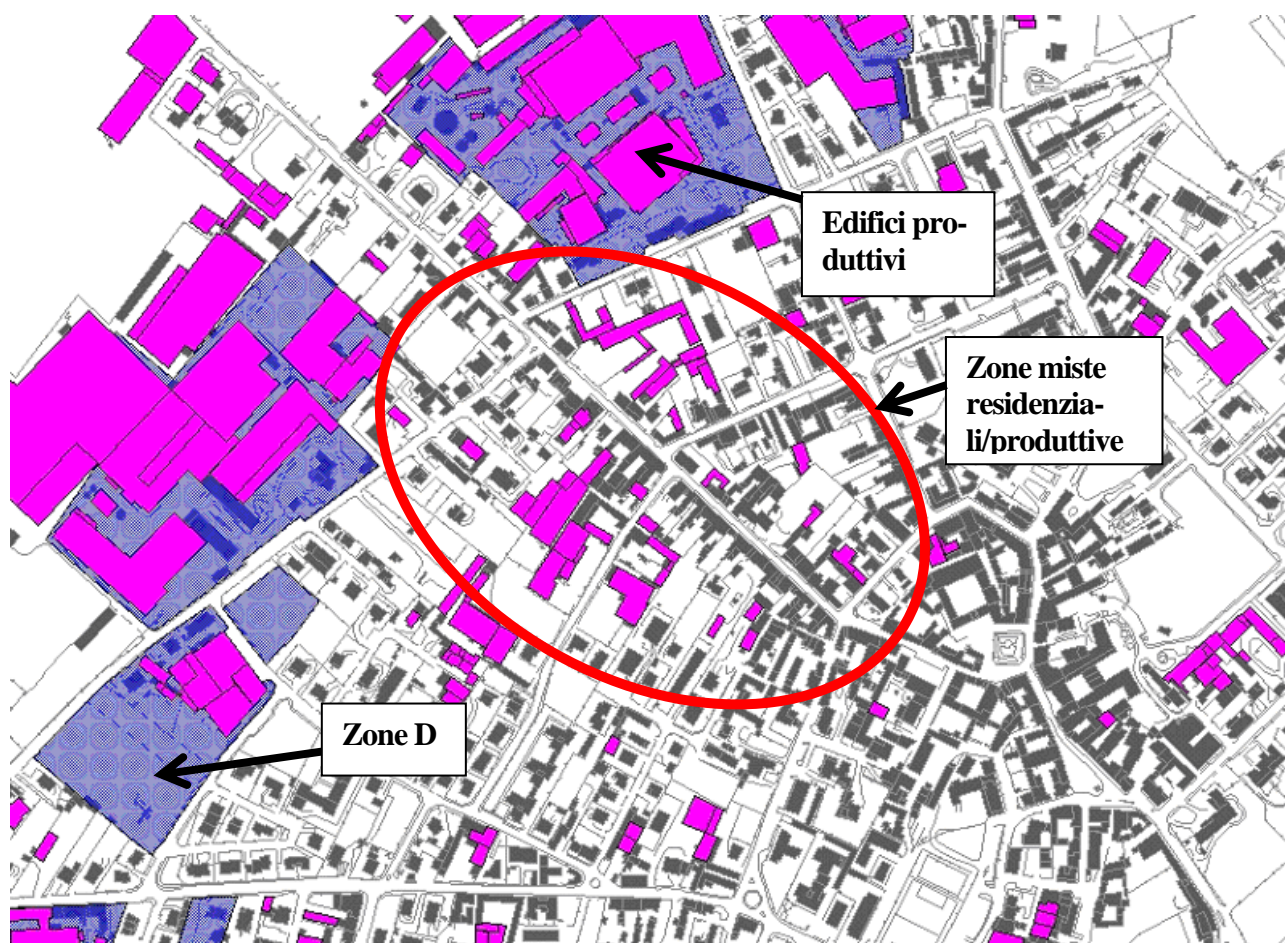 Edifici pro-
duttivi
Zone miste
residenzia-
li/produttive
Zone D